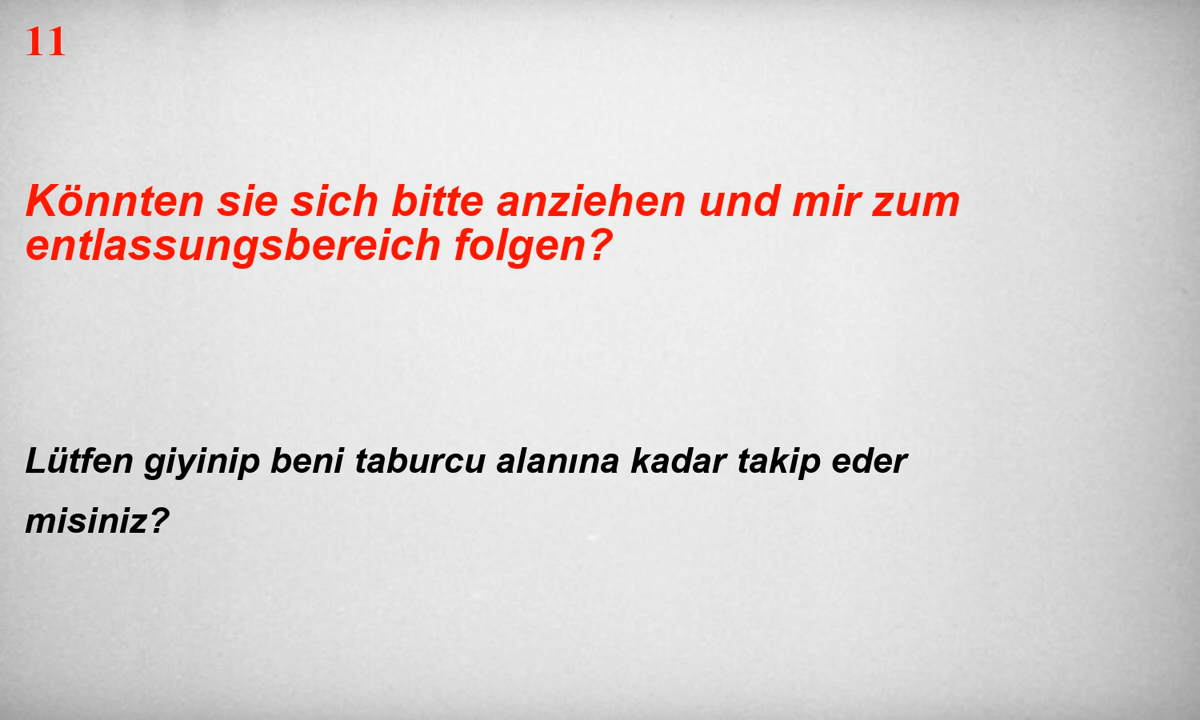 11
Könnten sie sich bitte anziehen und mir zum
entlassungsbereich folgen?
Lütfen giyinip beni taburcu alanına kadar takip eder
misiniz?